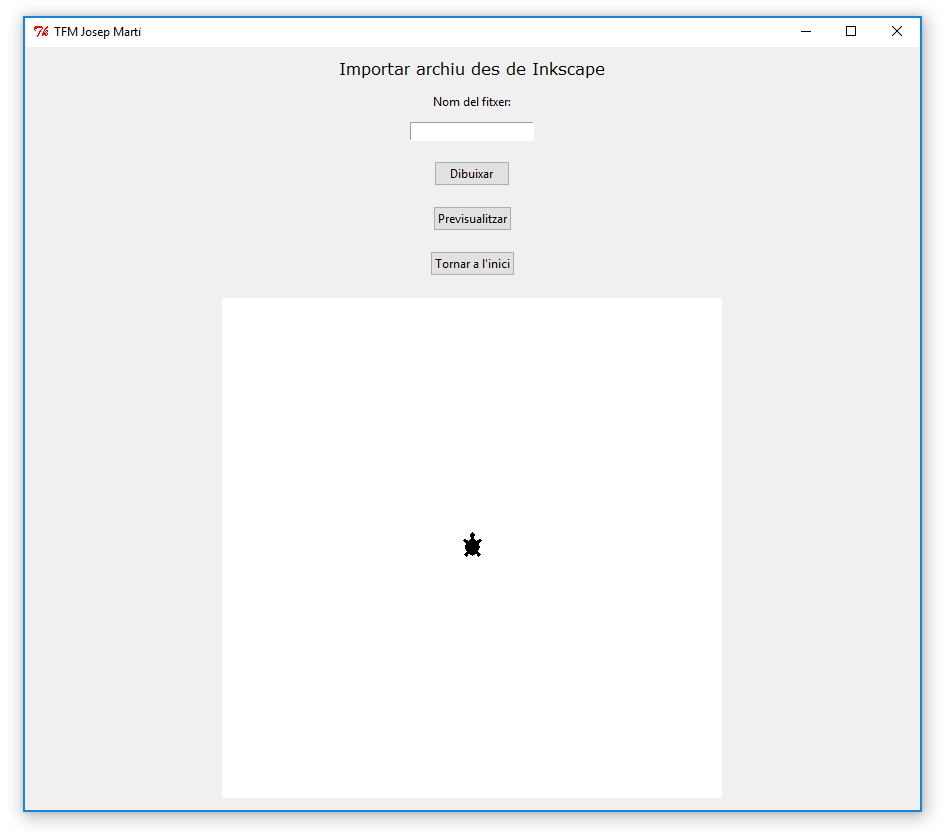 TFM Josep Martí
Importar archiu des de Inkscape
Nom del fitxer:
Dibuixar
Previsualitzar
Tornar a l'inici